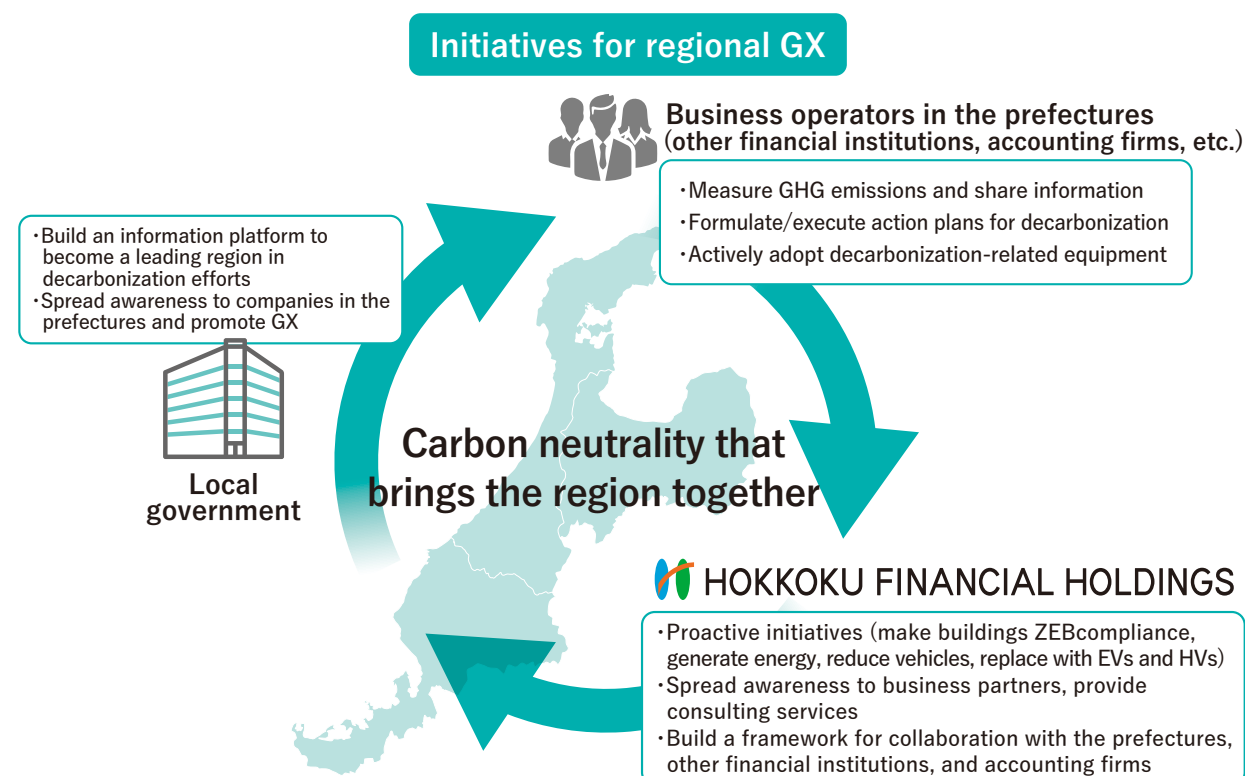 Initiatives for regional GX
Business operators in the prefectures
(other financial institutions, accounting firms, etc.)
・Measure GHG emissions and share information
・Formulate/execute action plans for decarbonization
・Actively adopt decarbonization-related equipment
・Build an information platform to
become a leading region in
decarbonization efforts
・Spread awareness to companies in the
prefectures and promote GX
Local
government
Carbon neutrality that
brings the region together
HOKKOKU FINANCIAL HOLDINGS
・Proactive initiatives (make buildings ZEBcompliance,
generate energy, reduce vehicles, replace with EVs and HVs)
・Spread awareness to business partners, provide
consulting services
・Build a framework for collaboration with the prefectures,
other financial institutions, and accounting firms